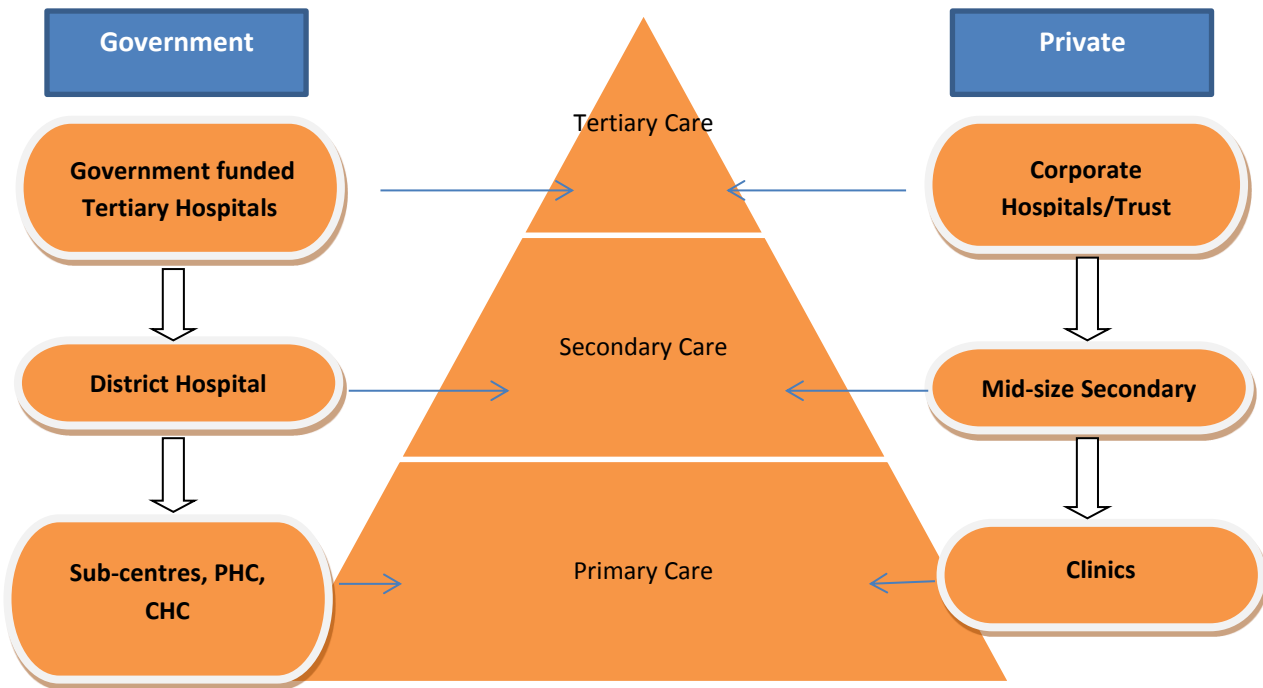 Government
Private
Tertiary Care
Government funded
Tertiary Hospitals
Corporate
Hospitals/Trust
Secondary Care
District Hospital
Mid-size Secondary
Sub-centres, PHC,
CHC
Primary Care
Clinics